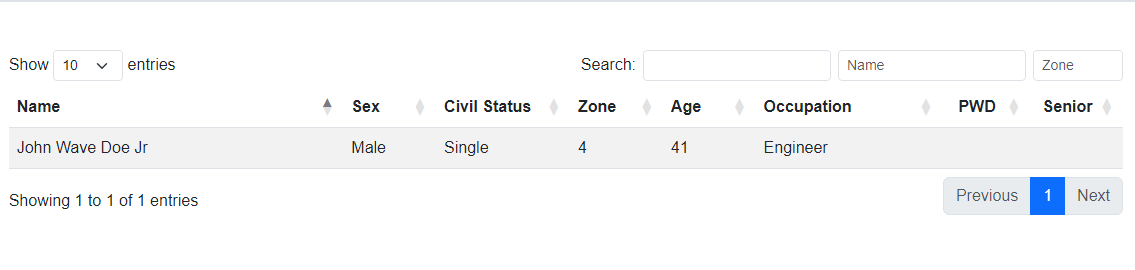 Show 10 entries Search: Name Zone
Name Sex Civil Status Zone Age Occupation PWD Senior
John Wave Doe Jr Male Single 4 41 Engineer
Showing 1 to 1 of 1 entries Previous 1 Next